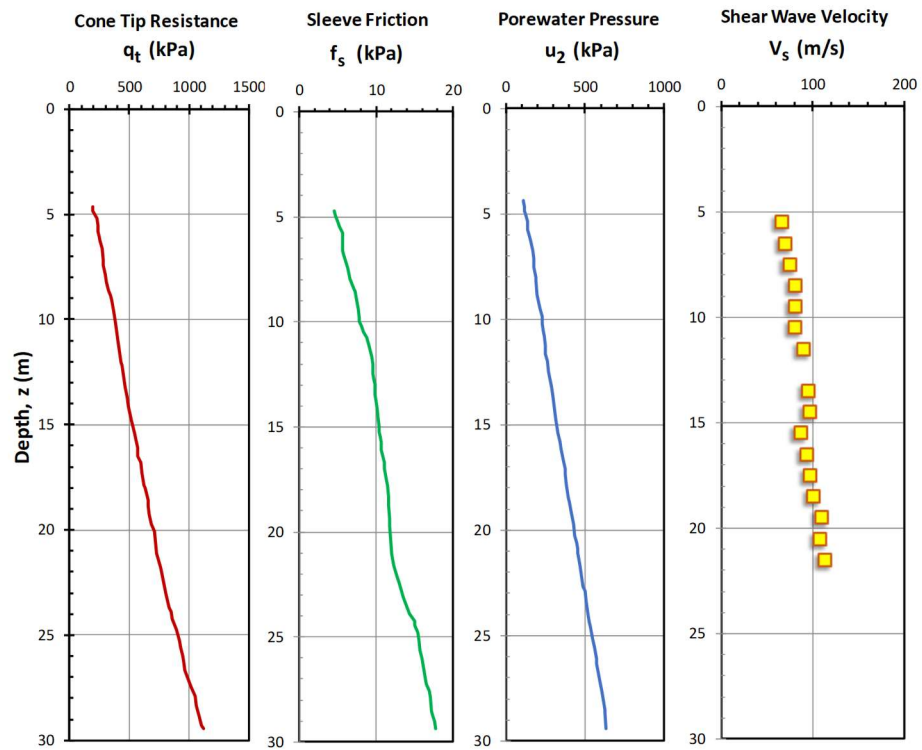 Cone Tip Resistance
qt (kPa)
0 500 1000 1500
Sleeve Friction
fs (kPa)
0 10 20
Porewater Pressure
u2 (kPa)
0 500 1000
Shear Wave Velocity
Vs (m/s)
0 100 200
Depth, z (m)
0
5
10
15
20
25
30
0
5
10
15
20
25
30
0
5
10
15
20
25
30
0
5
10
15
20
25
30